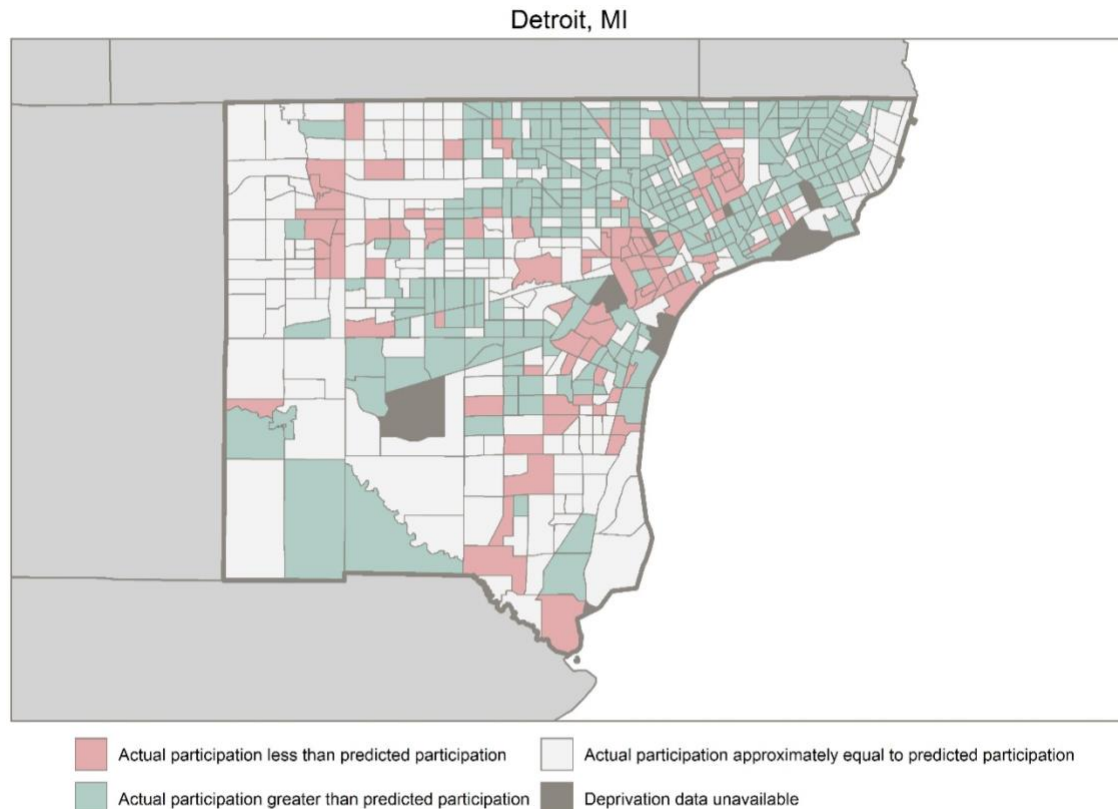 Detroit, MI
Actual participation less than predicted participation
Actual participation approximately equal to predicted participation
Actual participation greater than predicted participation
Deprivation data unavailable